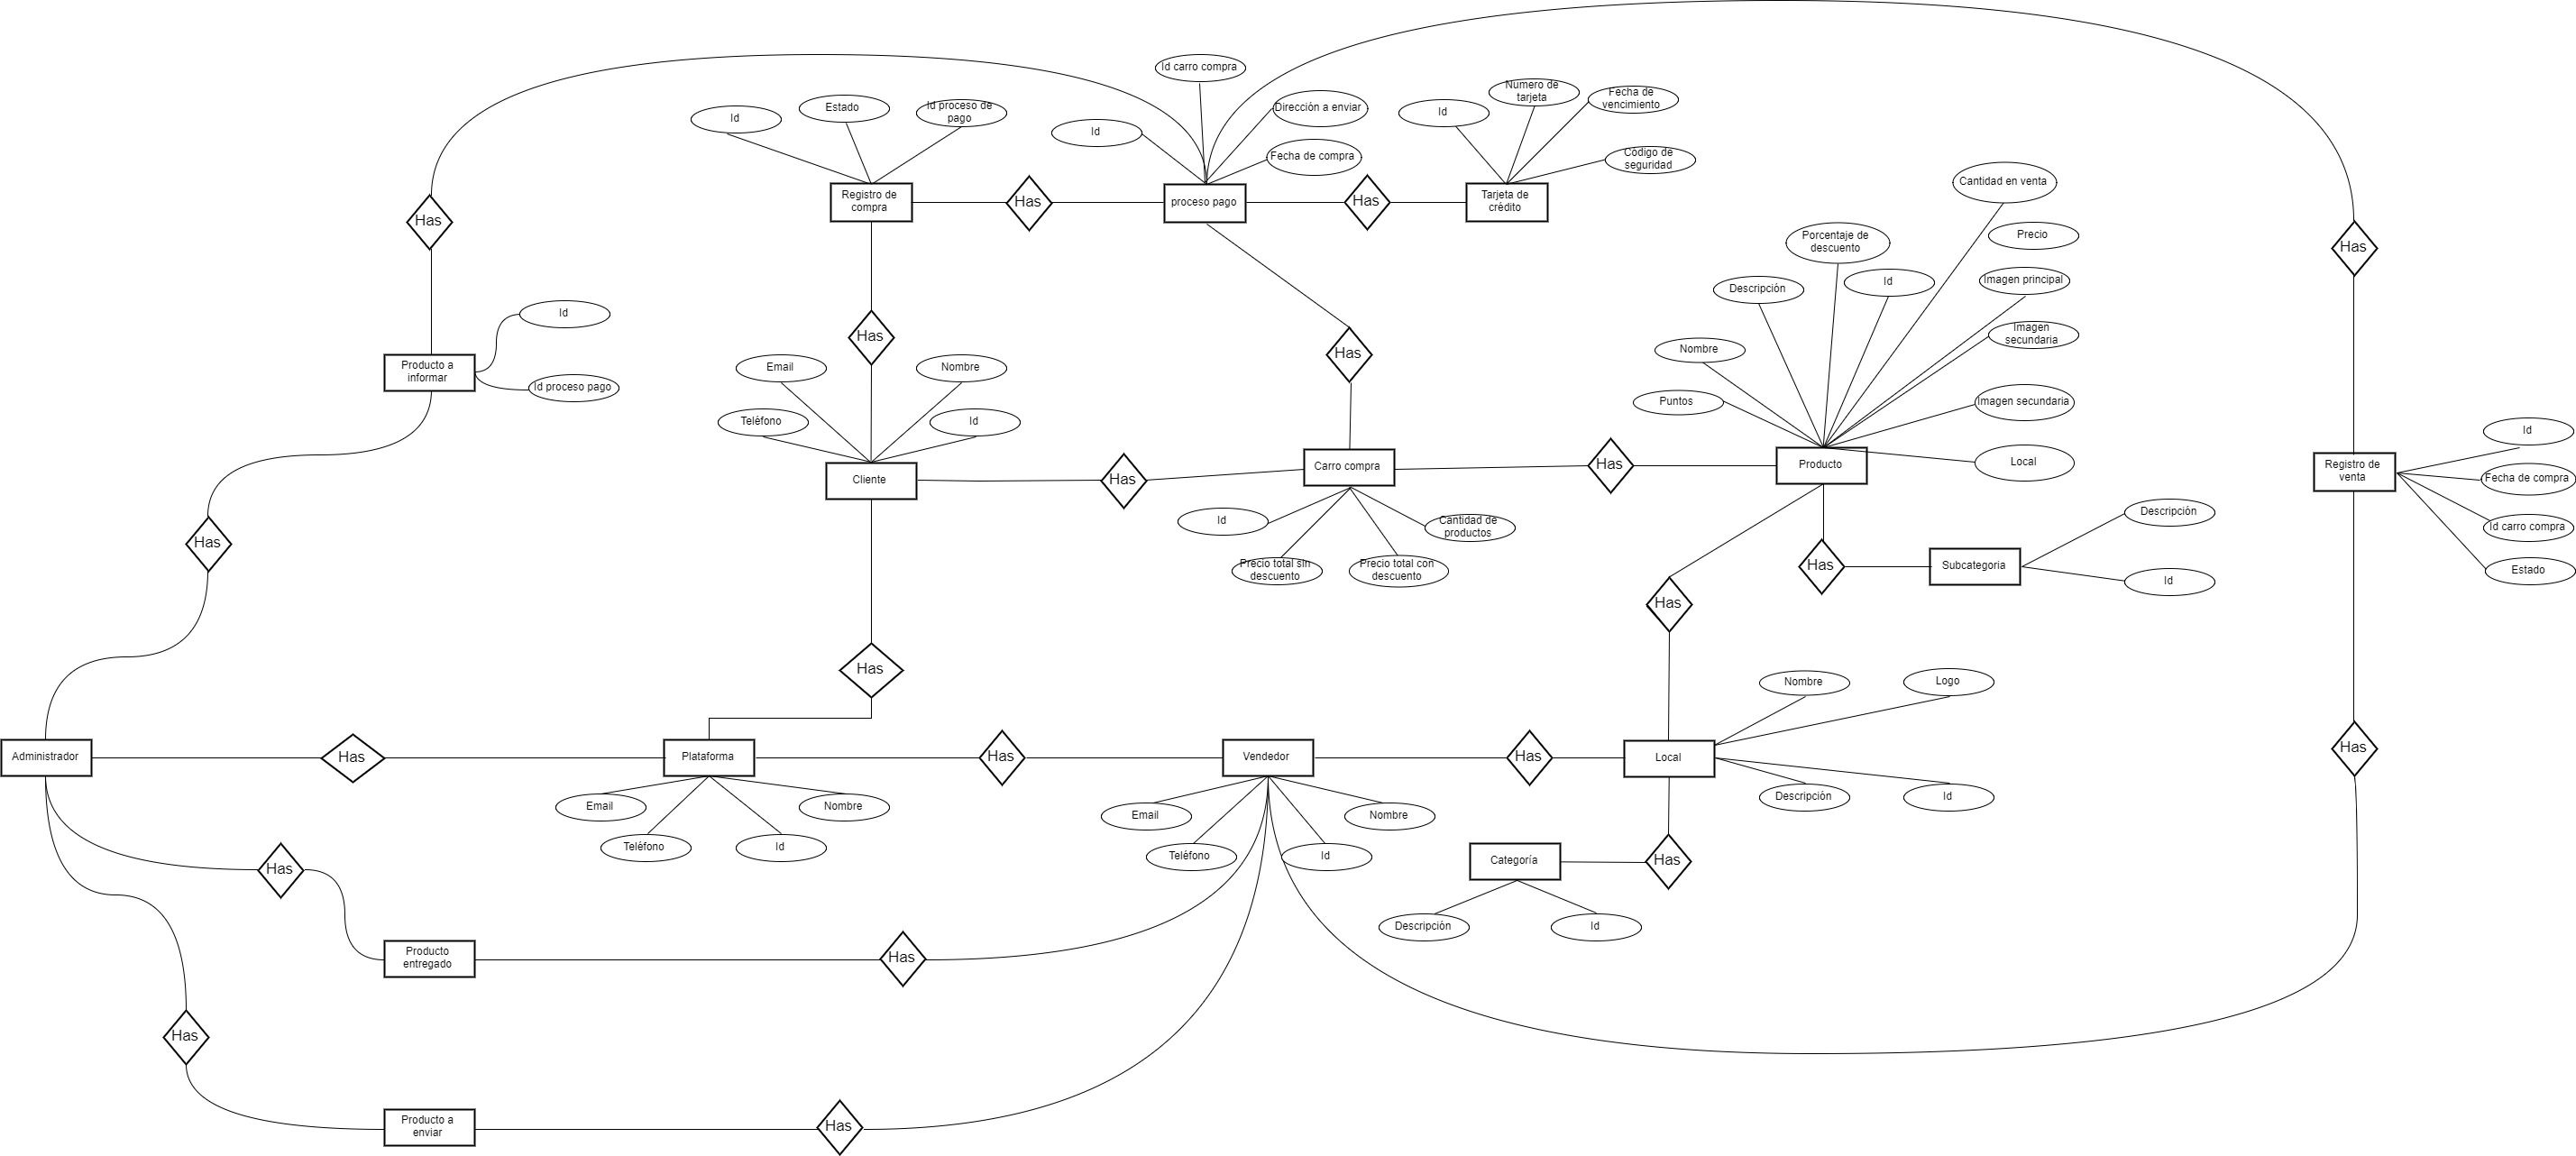 Id carro compra
Numero de
tarjeta
Fecha de
vencimiento
Id
Estado
Id proceso de
pago
Id
Dirección a enviar
Fecha de compra
Id
Código de
seguridad
Cantidad en venta
Has
Registro de
compra
Has
proceso pago
Has
Tarjeta de
crédito
Porcentaje de
descuento
Precio
Has
Descripción
Id
Imagen principal
Id
Has
Has
Nombre
Imagen
secundaria
Producto a
informar
Id proceso pago
Email
Nombre
Teléfono
Id
Puntos
Imagen secundaria
Id
Cliente
Has
Carro compra
Has
Producto
Local
Registro de
venta
Fecha de compra
Id
Cantidad de
productos
Descripción
Id carro compra
Has
Precio total sin
descuento
Precio total con
descuento
Has
Subcategoria
Id
Estado
Has
Has
Nombre
Logo
Administrador
Has
Plataforma
Has
Vendedor
Has
Local
Has
Email
Nombre
Teléfono
Id
Email
Nombre
Teléfono
Id
Descripción
Id
Has
Categoría
Has
Descripción
Id
Producto
entregado
Has
Has
Producto a
enviar
Has